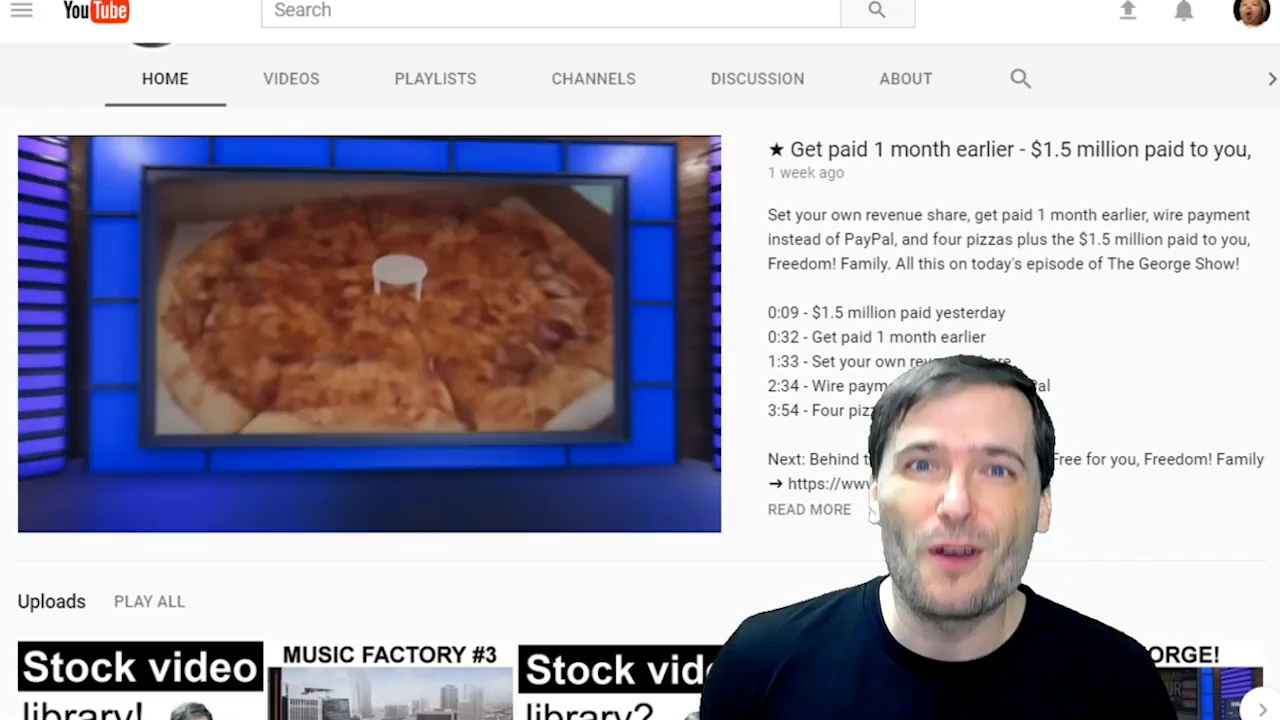 YouTube
Search
HOME VIDEOS PLAYLISTS CHANNELS DISCUSSION ABOUT
★ Get paid 1 month earlier - $1.5 million paid to you,
1 week ago
Set your own revenue share, get paid 1 month earlier, wire payment
instead of PayPal, and four pizzas plus the $1.5 million paid to you,
Freedom! Family. All this on today's episode of The George Show!
0:09 - $1.5 million paid yesterday
0:32 - Get paid 1 month earlier
1:33 - Set your own
2:34 - Wire
3:54 - Four
Next: Behind Free for you, Freedom! Family
→ https://www
READ MORE
Uploads PLAY ALL
Stock video MUSIC FACTORY #3 Stock
library! library?